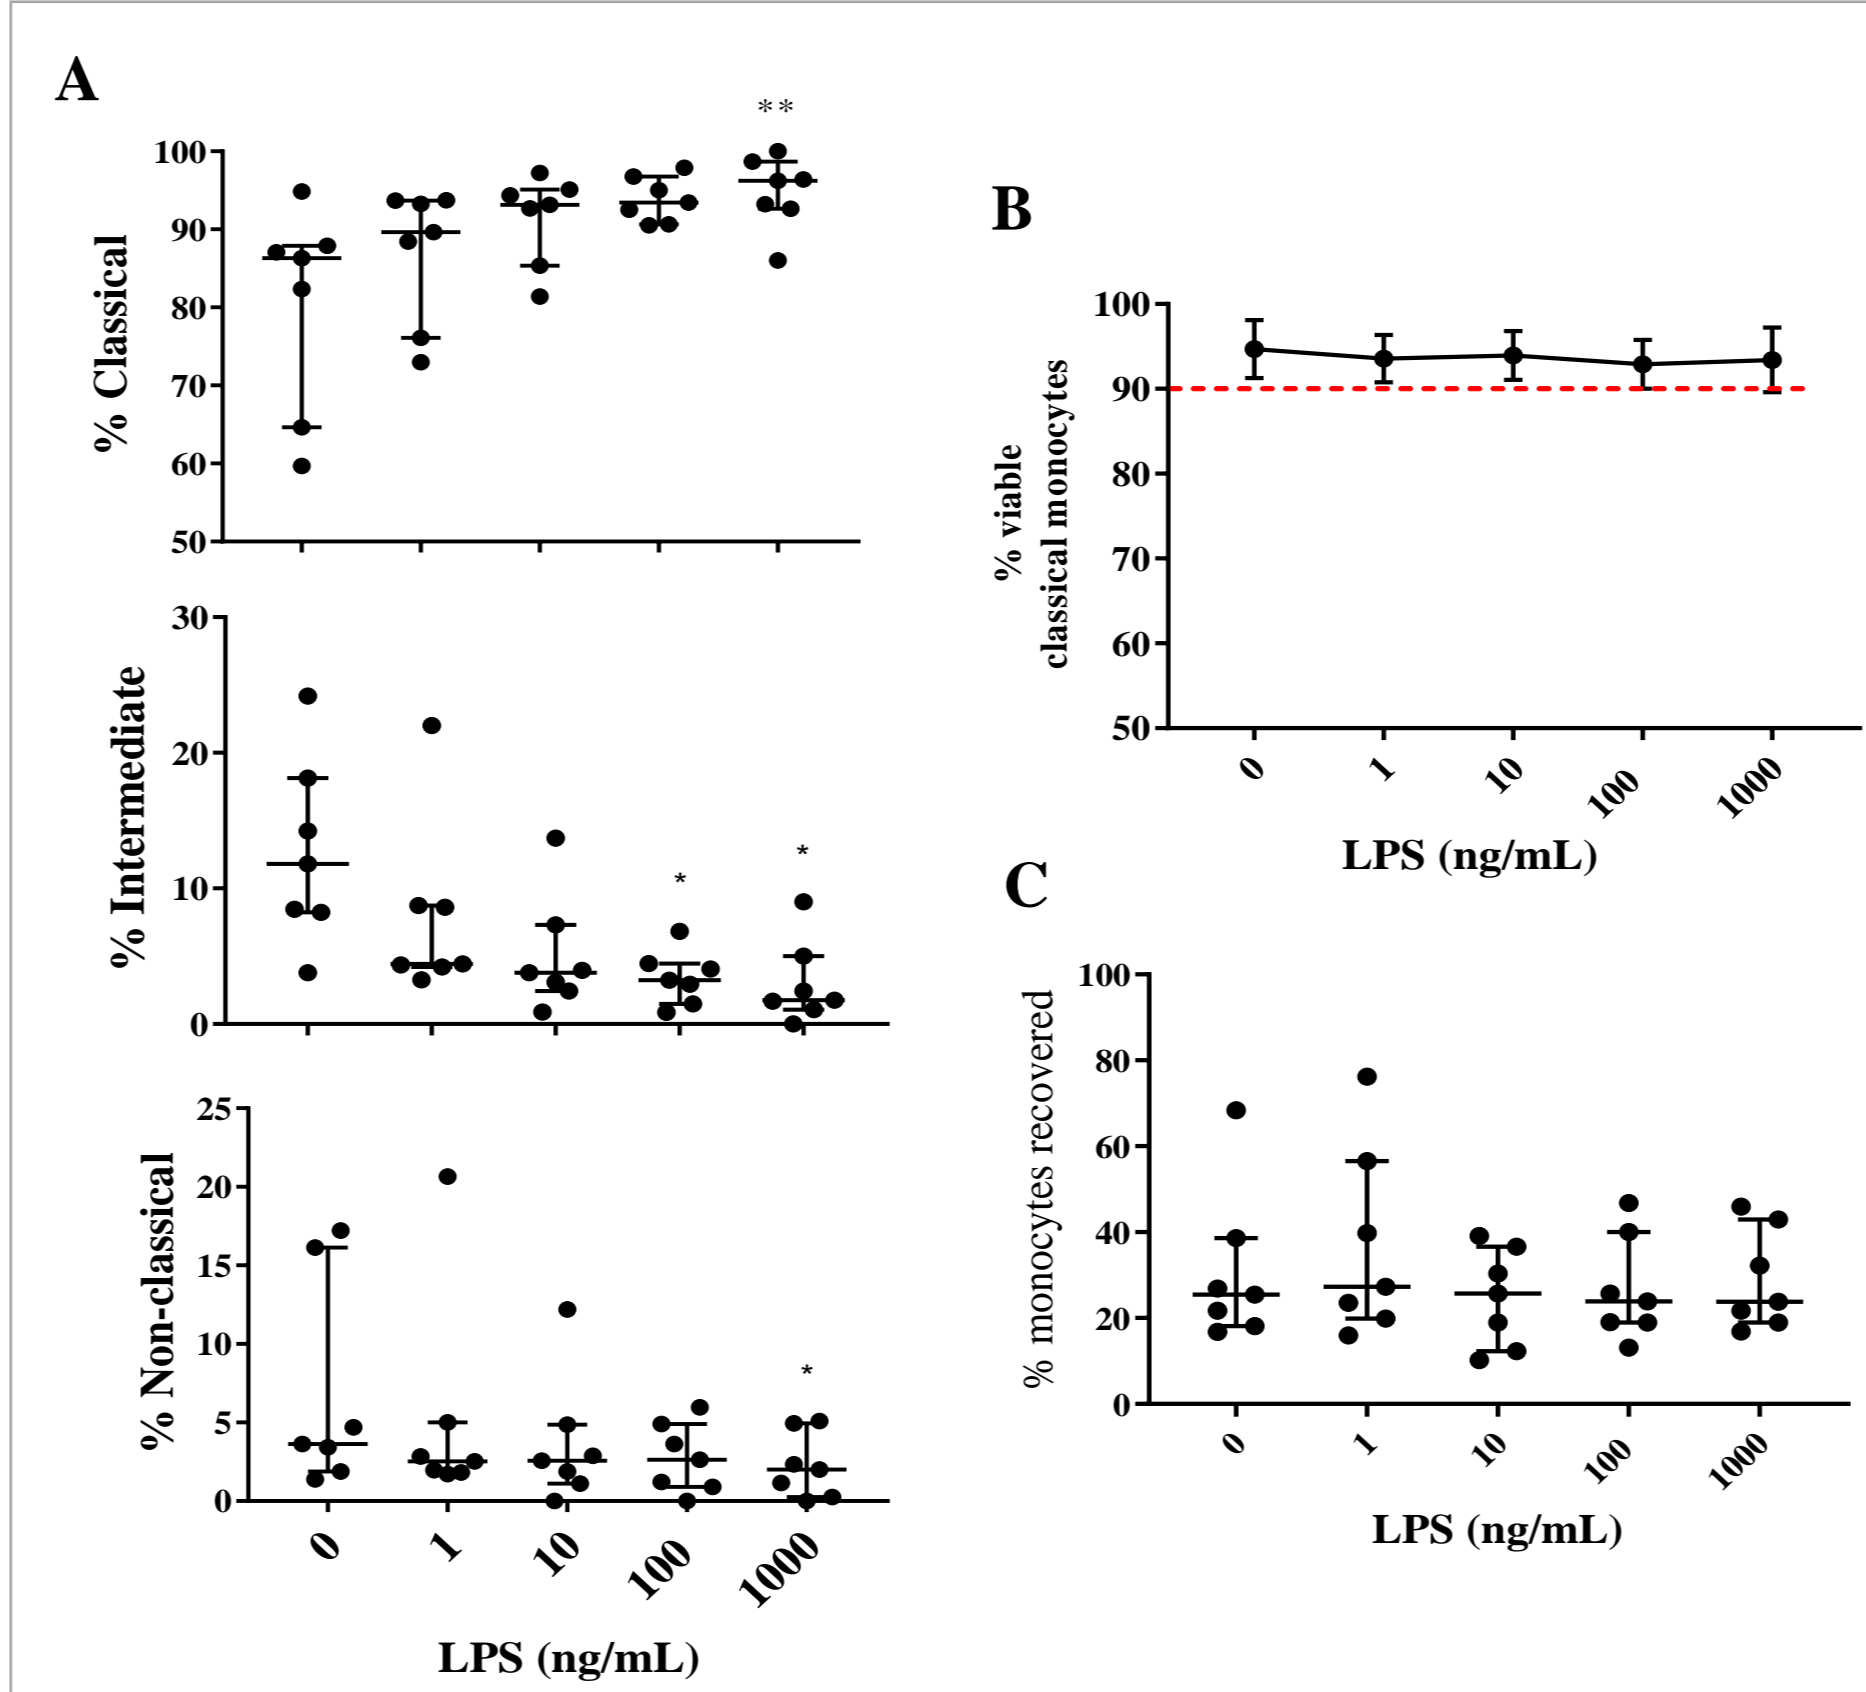 A
**
100
90
80
70
60
50
% Classical
30
20
10
0
% Intermediate
*
*
25
20
15
10
5
0
% Non-classical
*
0 1 10 100 1000
LPS (ng/mL)
B
100
90
80
70
60
50
% viable
classical monocytes
0 1 10 100 1000
LPS (ng/mL)
C
100
80
60
40
20
0
% monocytes recovered
0 1 10 100 1000
LPS (ng/mL)